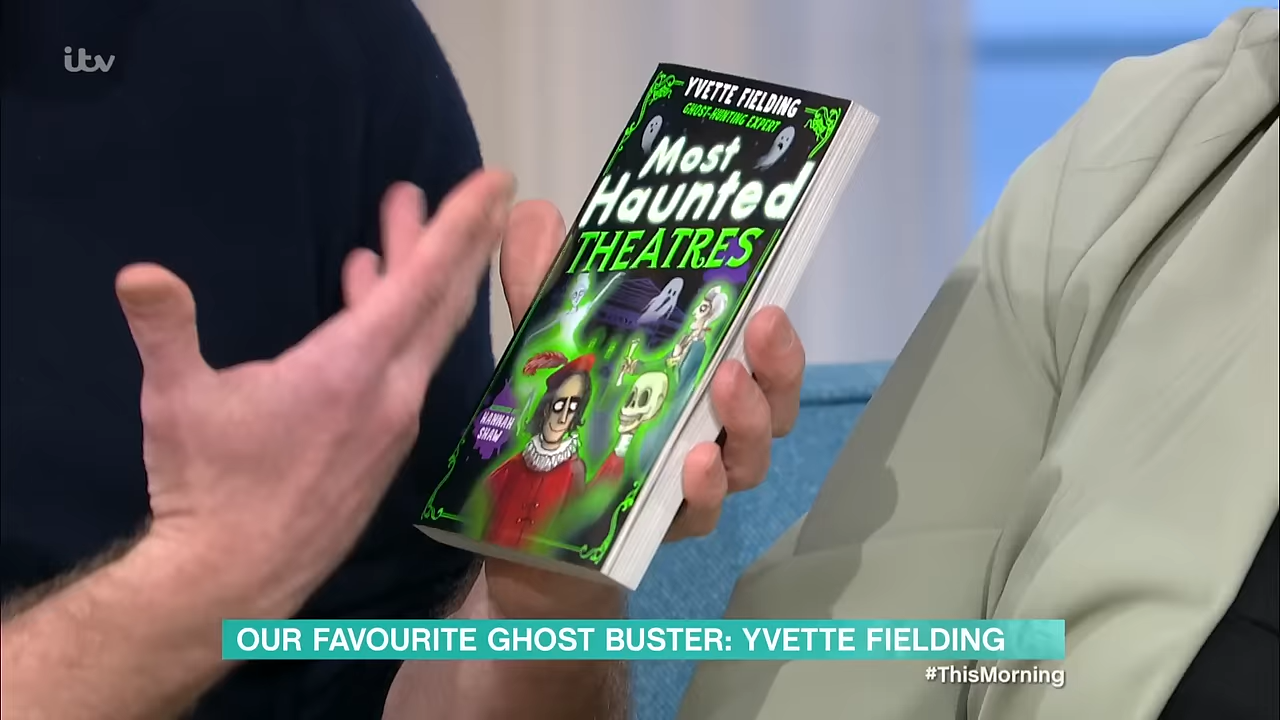 itv
YVETTE FIELDING
GHOST-HUNTING EXPERT
Most
Haunted
THEATRES
HANNAH
SHAW
OUR FAVOURITE GHOST BUSTER: YVETTE FIELDING
#ThisMorning